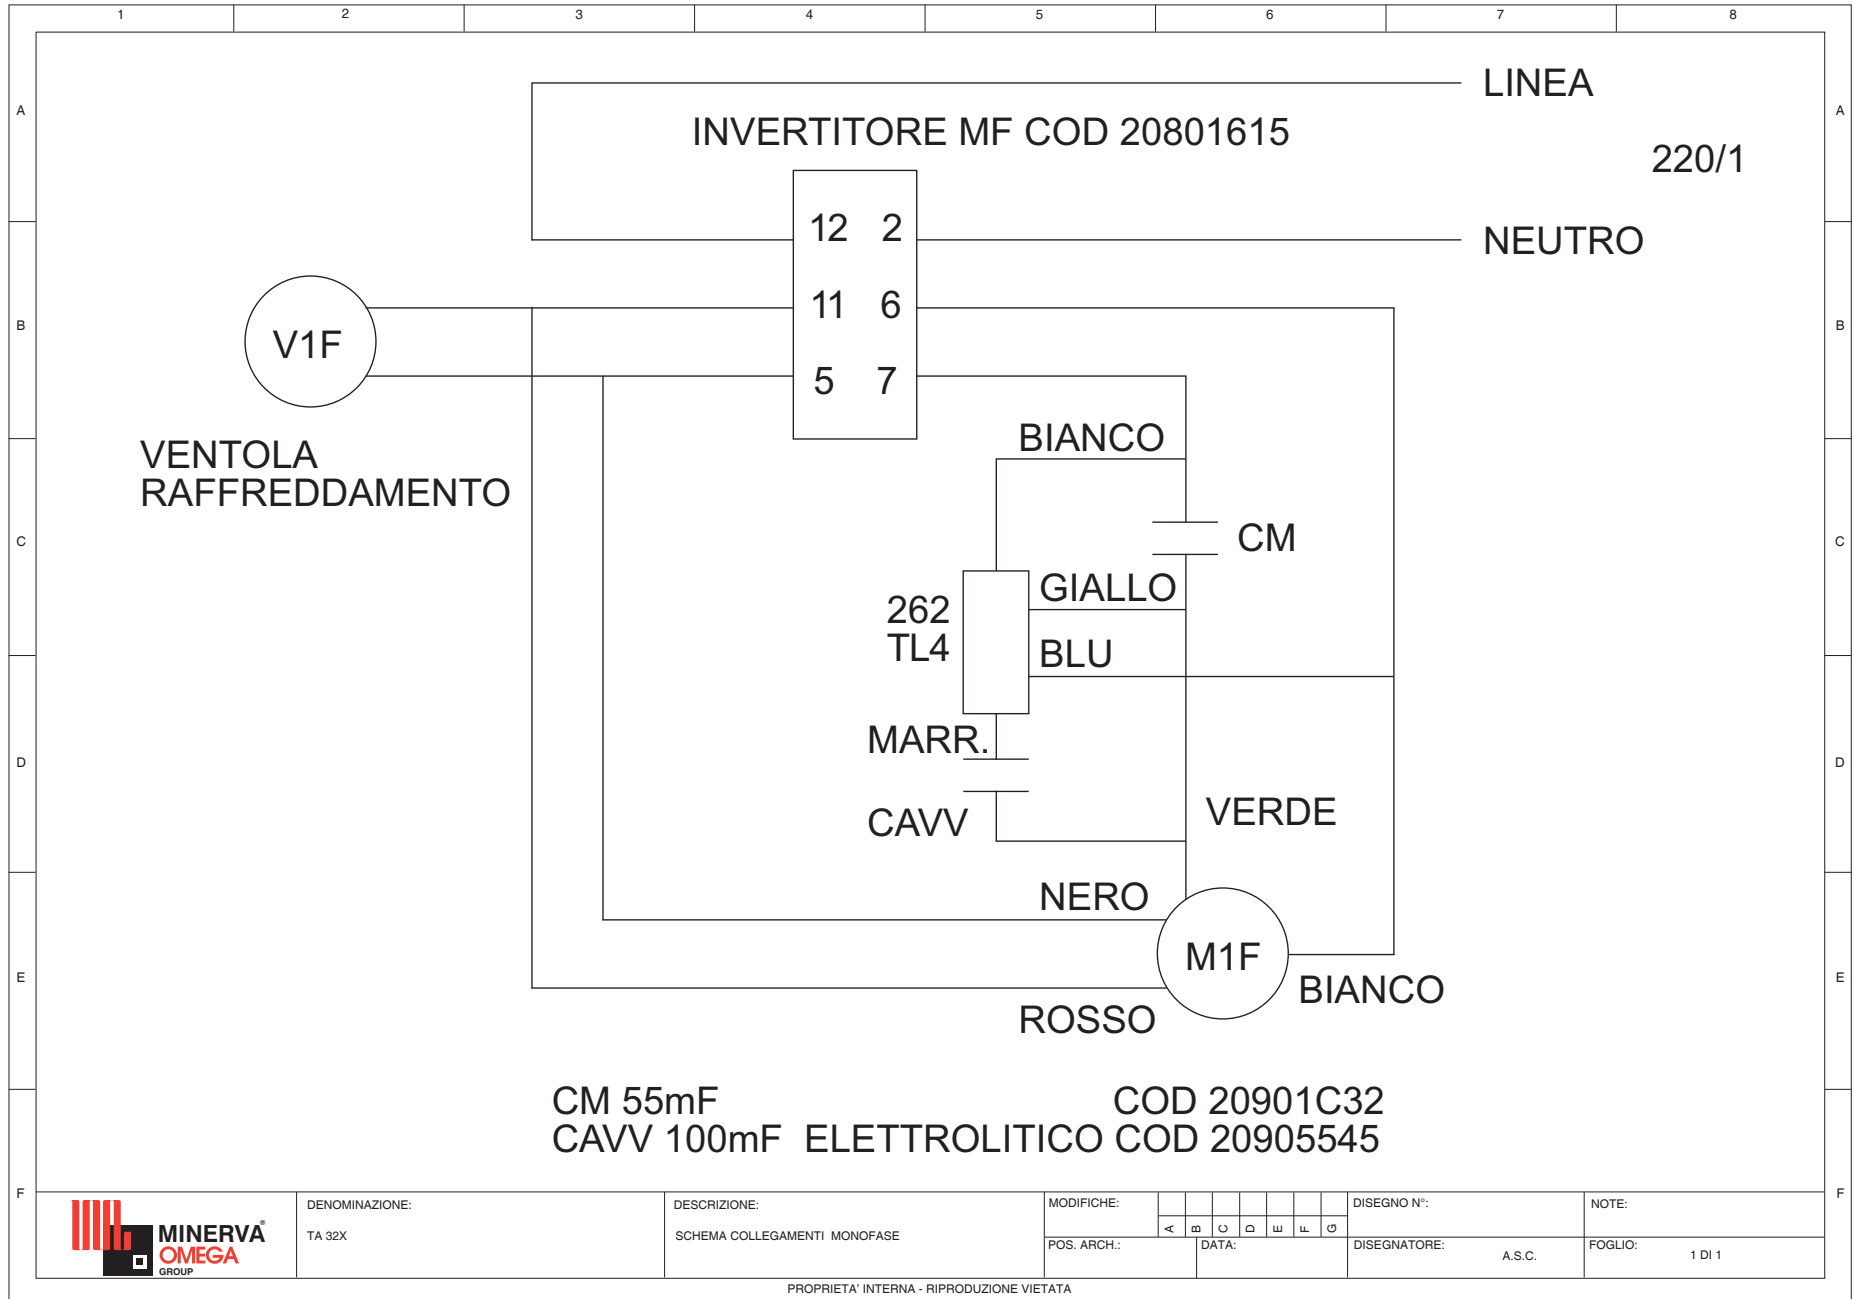 1 2 3 4 5 6 7 8
A A
LINEA
INVERTITORE MF COD 20801615
220/1
12 2
NEUTRO
B B
11 6
V1F
5 7
BIANCO
VENTOLA
RAFFREDDAMENTO
C C
CM
GIALLO
262
TL4
BLU
MARR.
D D
CAVV
VERDE
NERO
M1F
E E
BIANCO
ROSSO
CM 55mF COD 20901C32
CAVV 100mF ELETTROLITICO COD 20905545
F F
MINERVA®
OMEGA
GROUP
DENOMINAZIONE:
TA 32X
DESCRIZIONE:
SCHEMA COLLEGAMENTI MONOFASE
MODIFICHE:
A B C D E F G
POS. ARCH.:
DATA:
DISEGNO N°:
DISEGNATORE:
A.S.C.
NOTE:
FOGLIO:
1 DI 1
PROPRIETA' INTERNA - RIPRODUZIONE VIETATA